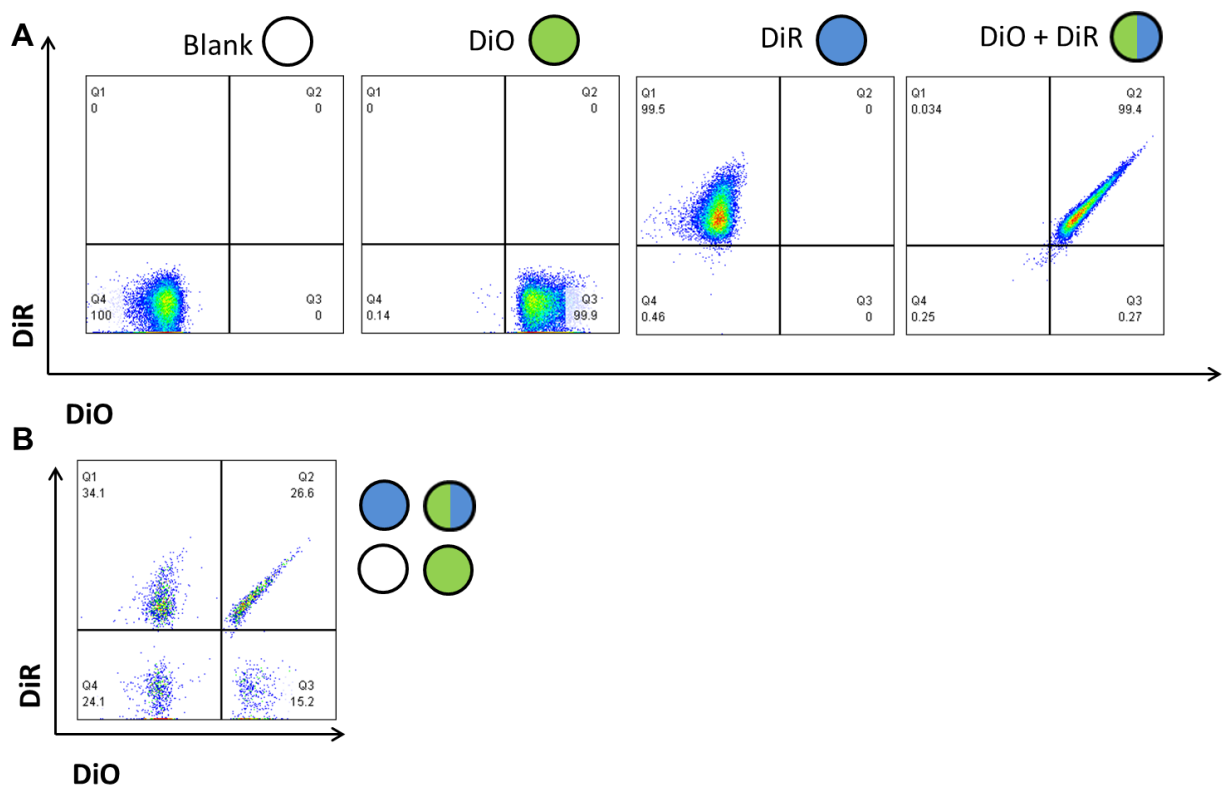 A
Blank
DiO
DiR
DiO + DiR
Q1
0
Q2
0
Q4
100
Q3
0
Q1
0
Q2
0
Q4
0.14
Q3
99.9
Q1
99.5
Q2
0
Q4
0.46
Q3
0
Q1
0.034
Q2
99.4
Q4
0.25
Q3
0.27
DiR
DiO
B
Q1
34.1
Q2
26.6
Q4
24.1
Q3
15.2
DiR
DiO